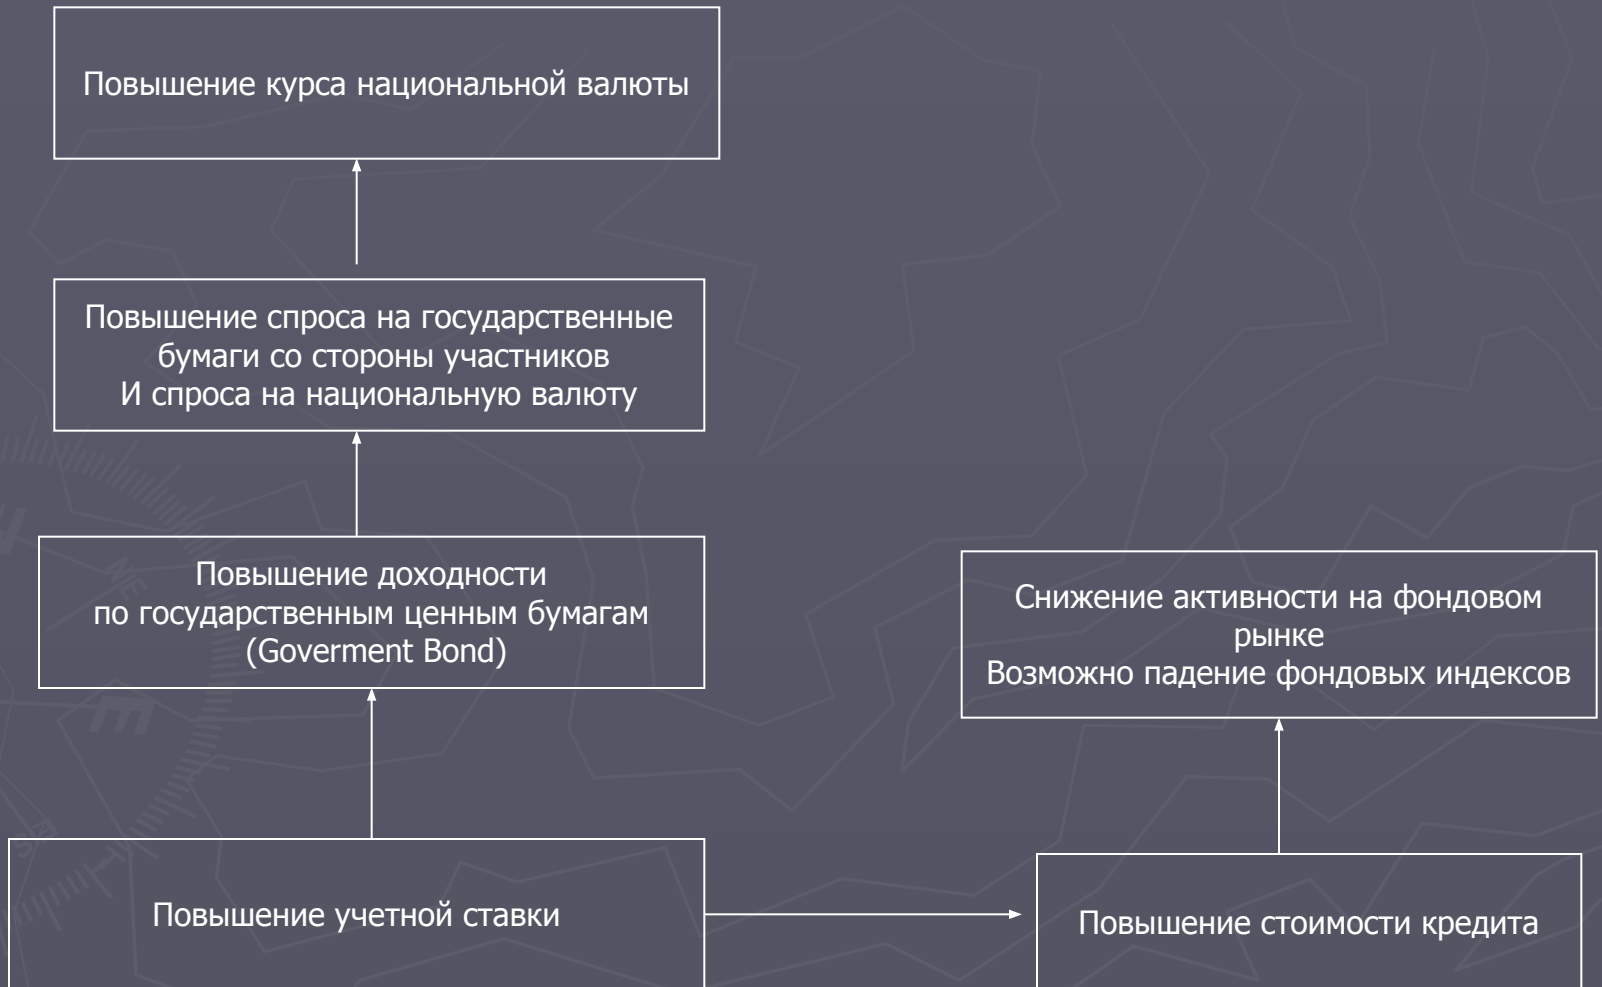 Повышение курса национальной валюты
Повышение спроса на государственные
бумаги со стороны участников
И спроса на национальную валюту
Повышение доходности
по государственным ценным бумагам
(Goverment Bond)
Снижение активности на фондовом
рынке
Возможно падение фондовых индексов
Повышение учетной ставки
Повышение стоимости кредита
NE
E
SE